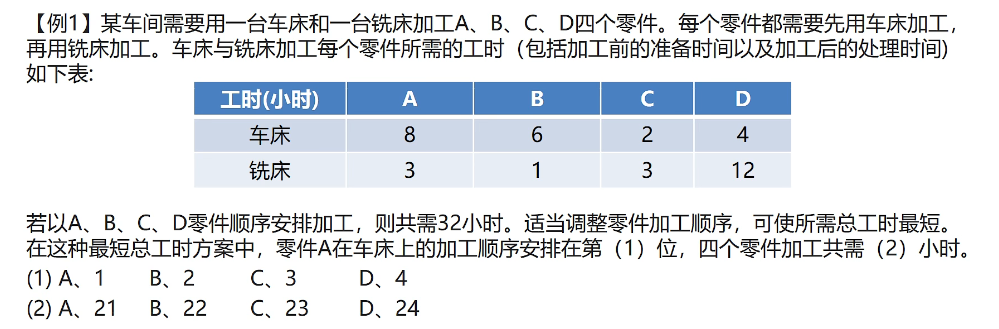 【例1】某车间需要用一台车床和一台铣床加工A、B、C、D四个零件。每个零件都需要先用车床加工，
再用铣床加工。车床与铣床加工每个零件所需的工时（包括加工前的准备时间以及加工后的处理时间)
如下表:
工时(小时) A B C D
车床 8 6 2 4
铣床 3 1 3 12
若以A、B、C、D零件顺序安排加工，则共需32小时。适当调整零件加工顺序，可使所需总工时最短。
在这种最短总工时方案中，零件A在车床上的加工顺序安排在第（1）位，四个零件加工共需（2）小时。
(1) A、1 B、2 C、3 D、4
(2) A、21 B、22 C、23 D、24